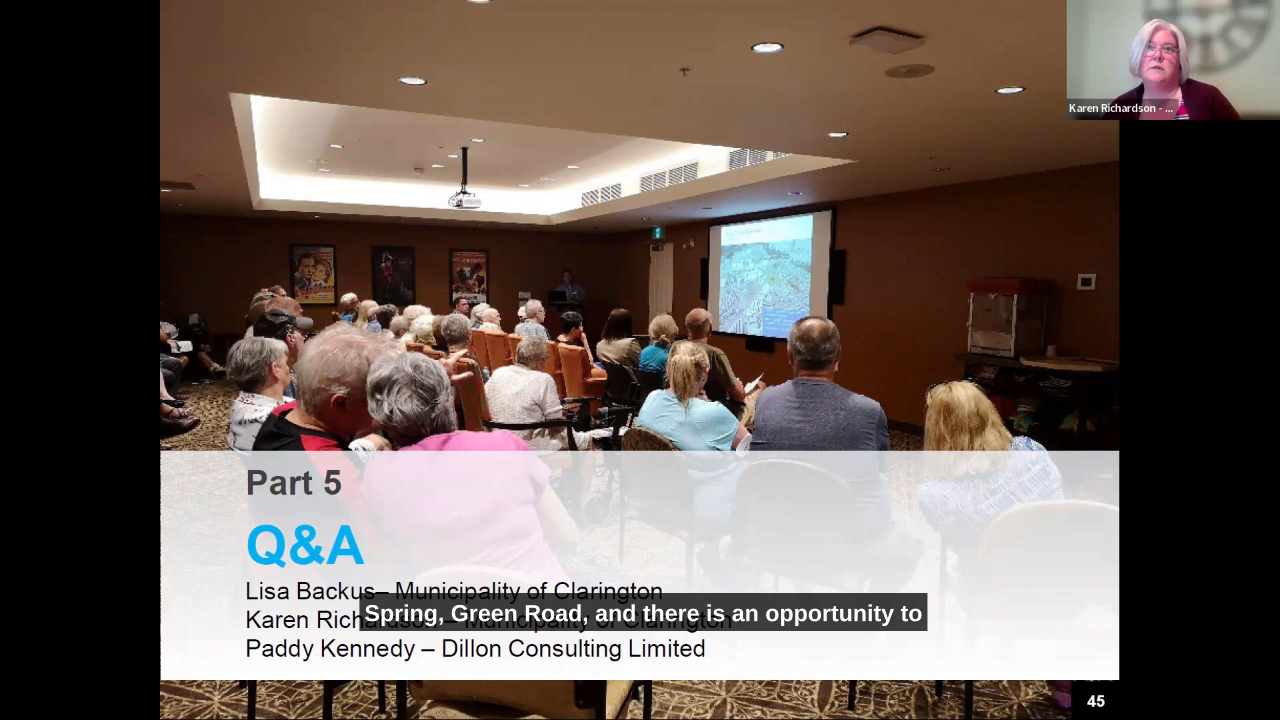 Karen Richardson - ...
Part 5
Q&A
Lisa Backus– Municipality of Clarington
Karen Richardson – Municipality of Clarington
Spring, Green Road, and there is an opportunity to
Paddy Kennedy – Dillon Consulting Limited
45